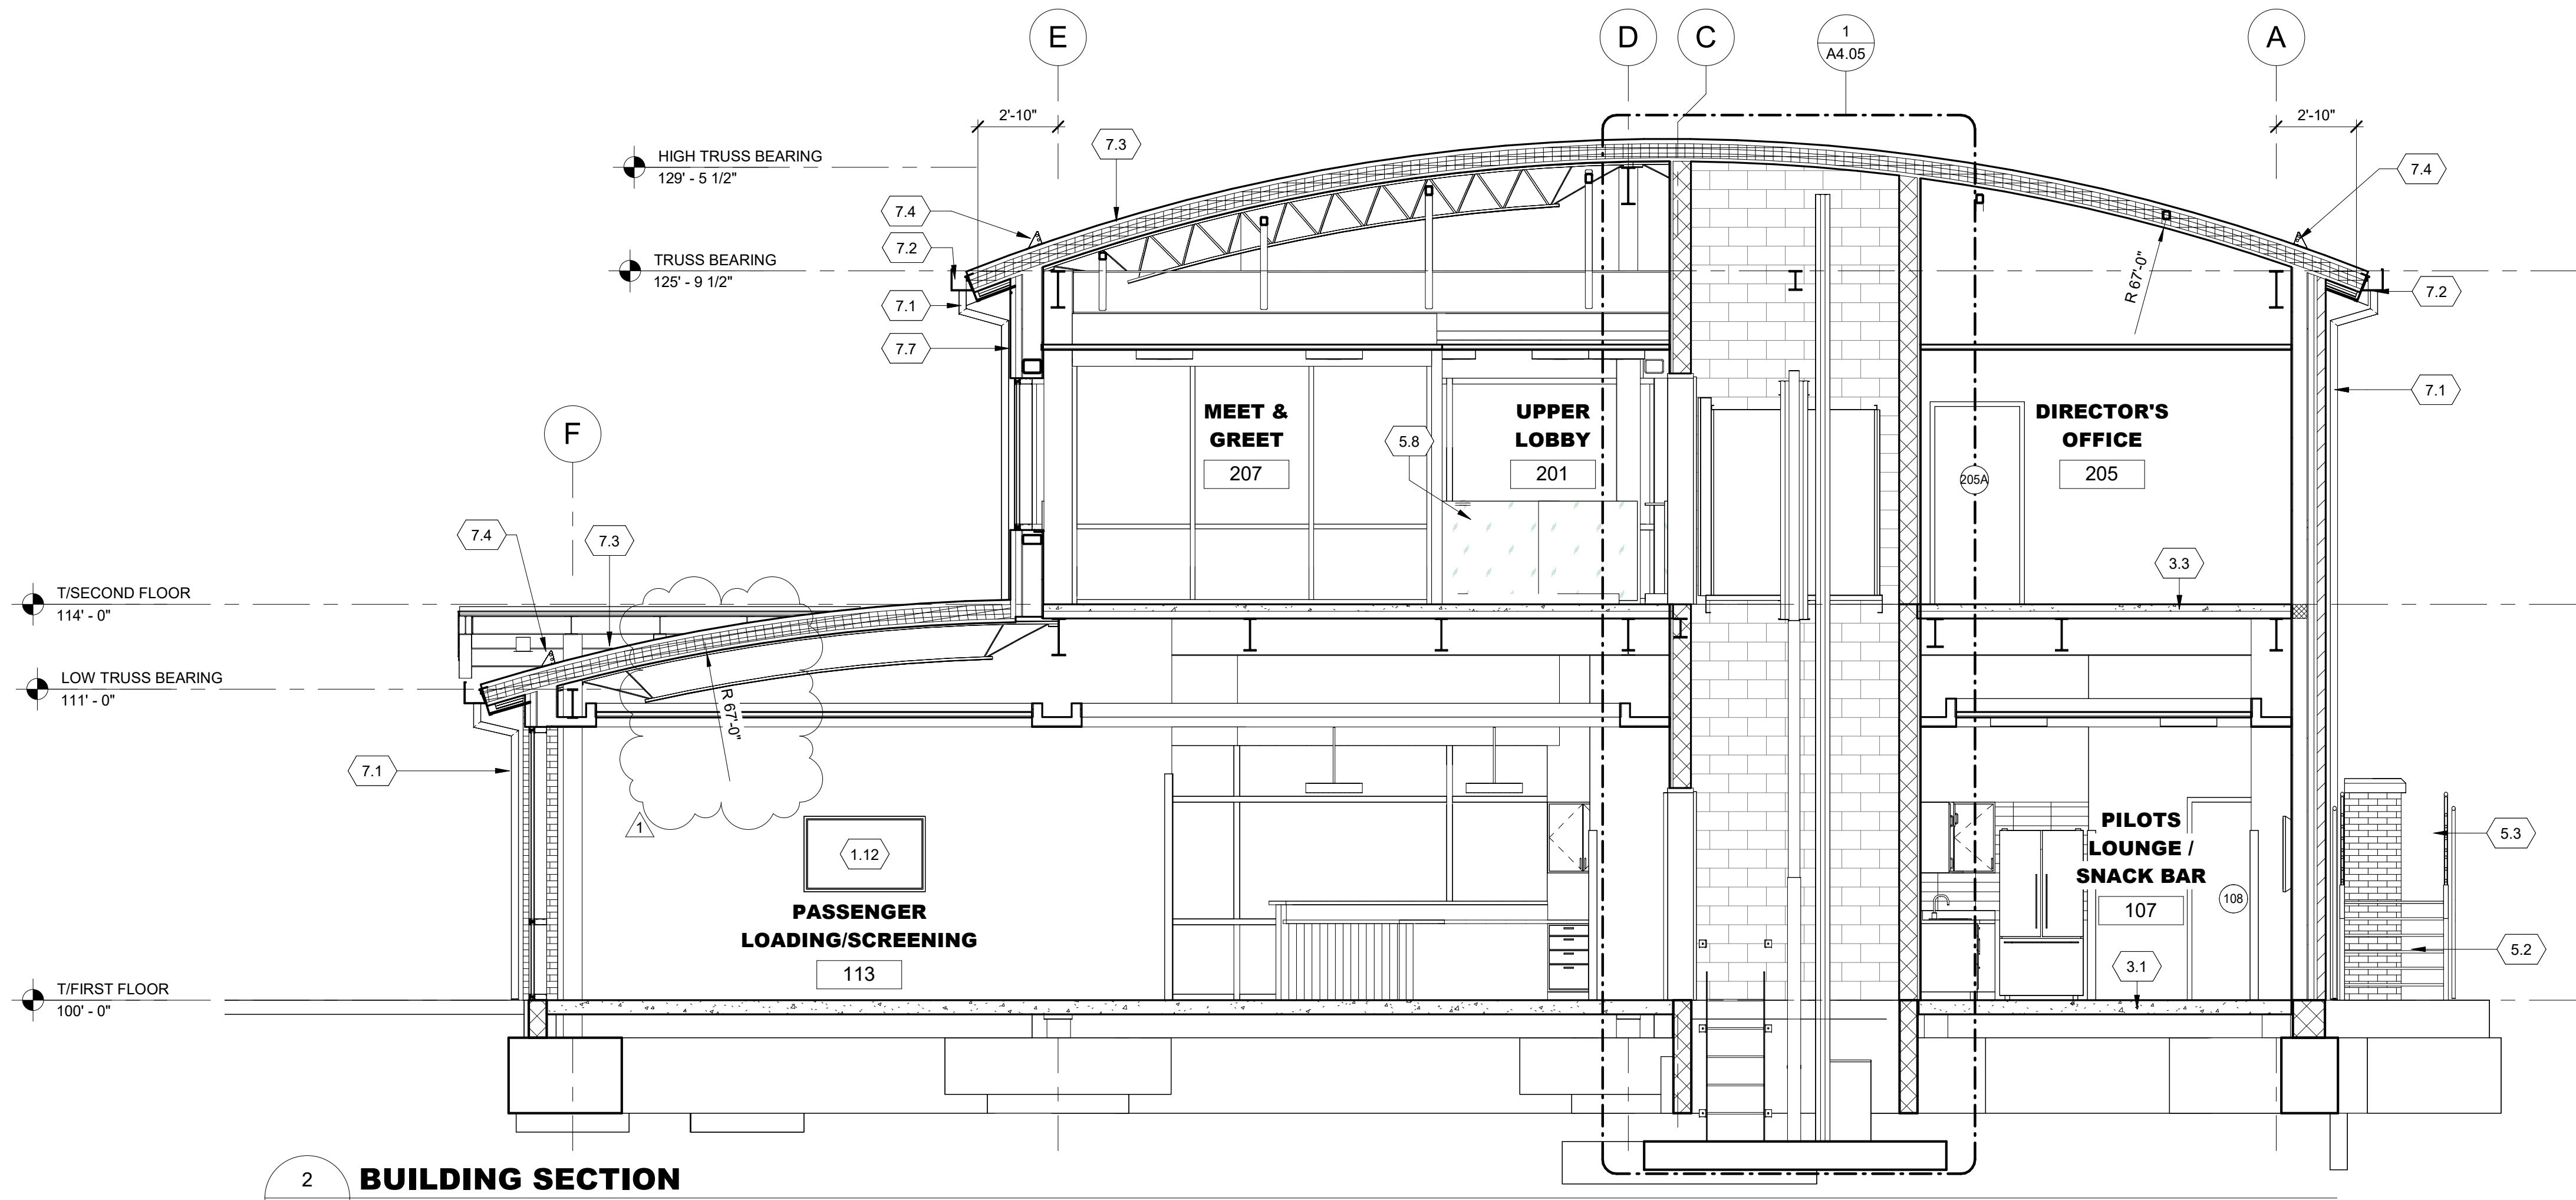 E
D
C
1
A4.05
A
2'-10"
2'-10"
7.3
HIGH TRUSS BEARING
129' - 5 1/2"
7.4
7.4
7.2
TRUSS BEARING
125' - 9 1/2"
R 67'-0"
7.1
7.2
7.7
7.1
MEET &
GREET
207
UPPER
LOBBY
201
5.8
DIRECTOR'S
OFFICE
205
205A
F
7.4
7.3
3.3
T/SECOND FLOOR
114' - 0"
LOW TRUSS BEARING
111' - 0"
R 67'-0"
7.1
1
1.12
PASSENGER
LOADING/SCREENING
113
PILOTS
LOUNGE /
SNACK BAR
107
108
5.3
5.2
3.1
T/FIRST FLOOR
100' - 0"
2
BUILDING SECTION